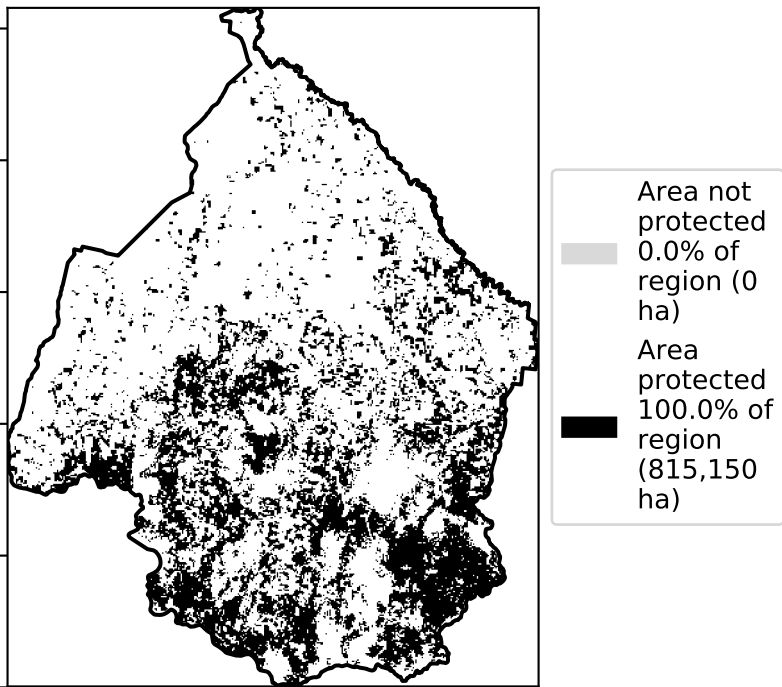 Area not
protected
0.0% of
region (0
ha)
Area
protected
100.0% of
region
(815,150
ha)